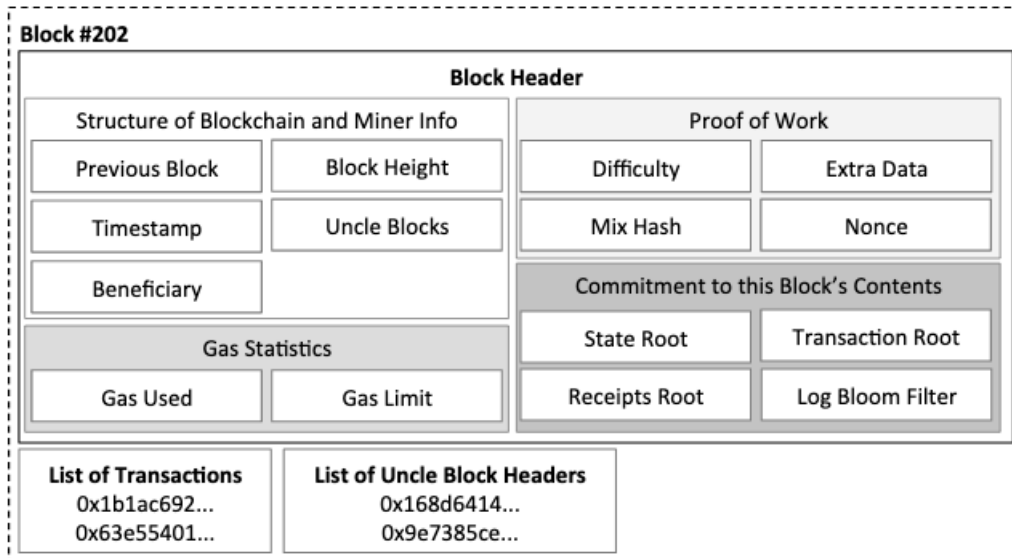 Block #202
Block Header
Structure of Blockchain and Miner Info
Previous Block
Block Height
Timestamp
Uncle Blocks
Beneficiary
Gas Statistics
Gas Used
Gas Limit
Proof of Work
Difficulty
Extra Data
Mix Hash
Nonce
Commitment to this Block’s Contents
State Root
Transaction Root
Receipts Root
Log Bloom Filter
List of Transactions
0x1b1ac692...
0x63e55401...
List of Uncle Block Headers
0x168d6414...
0x9e7385ce...